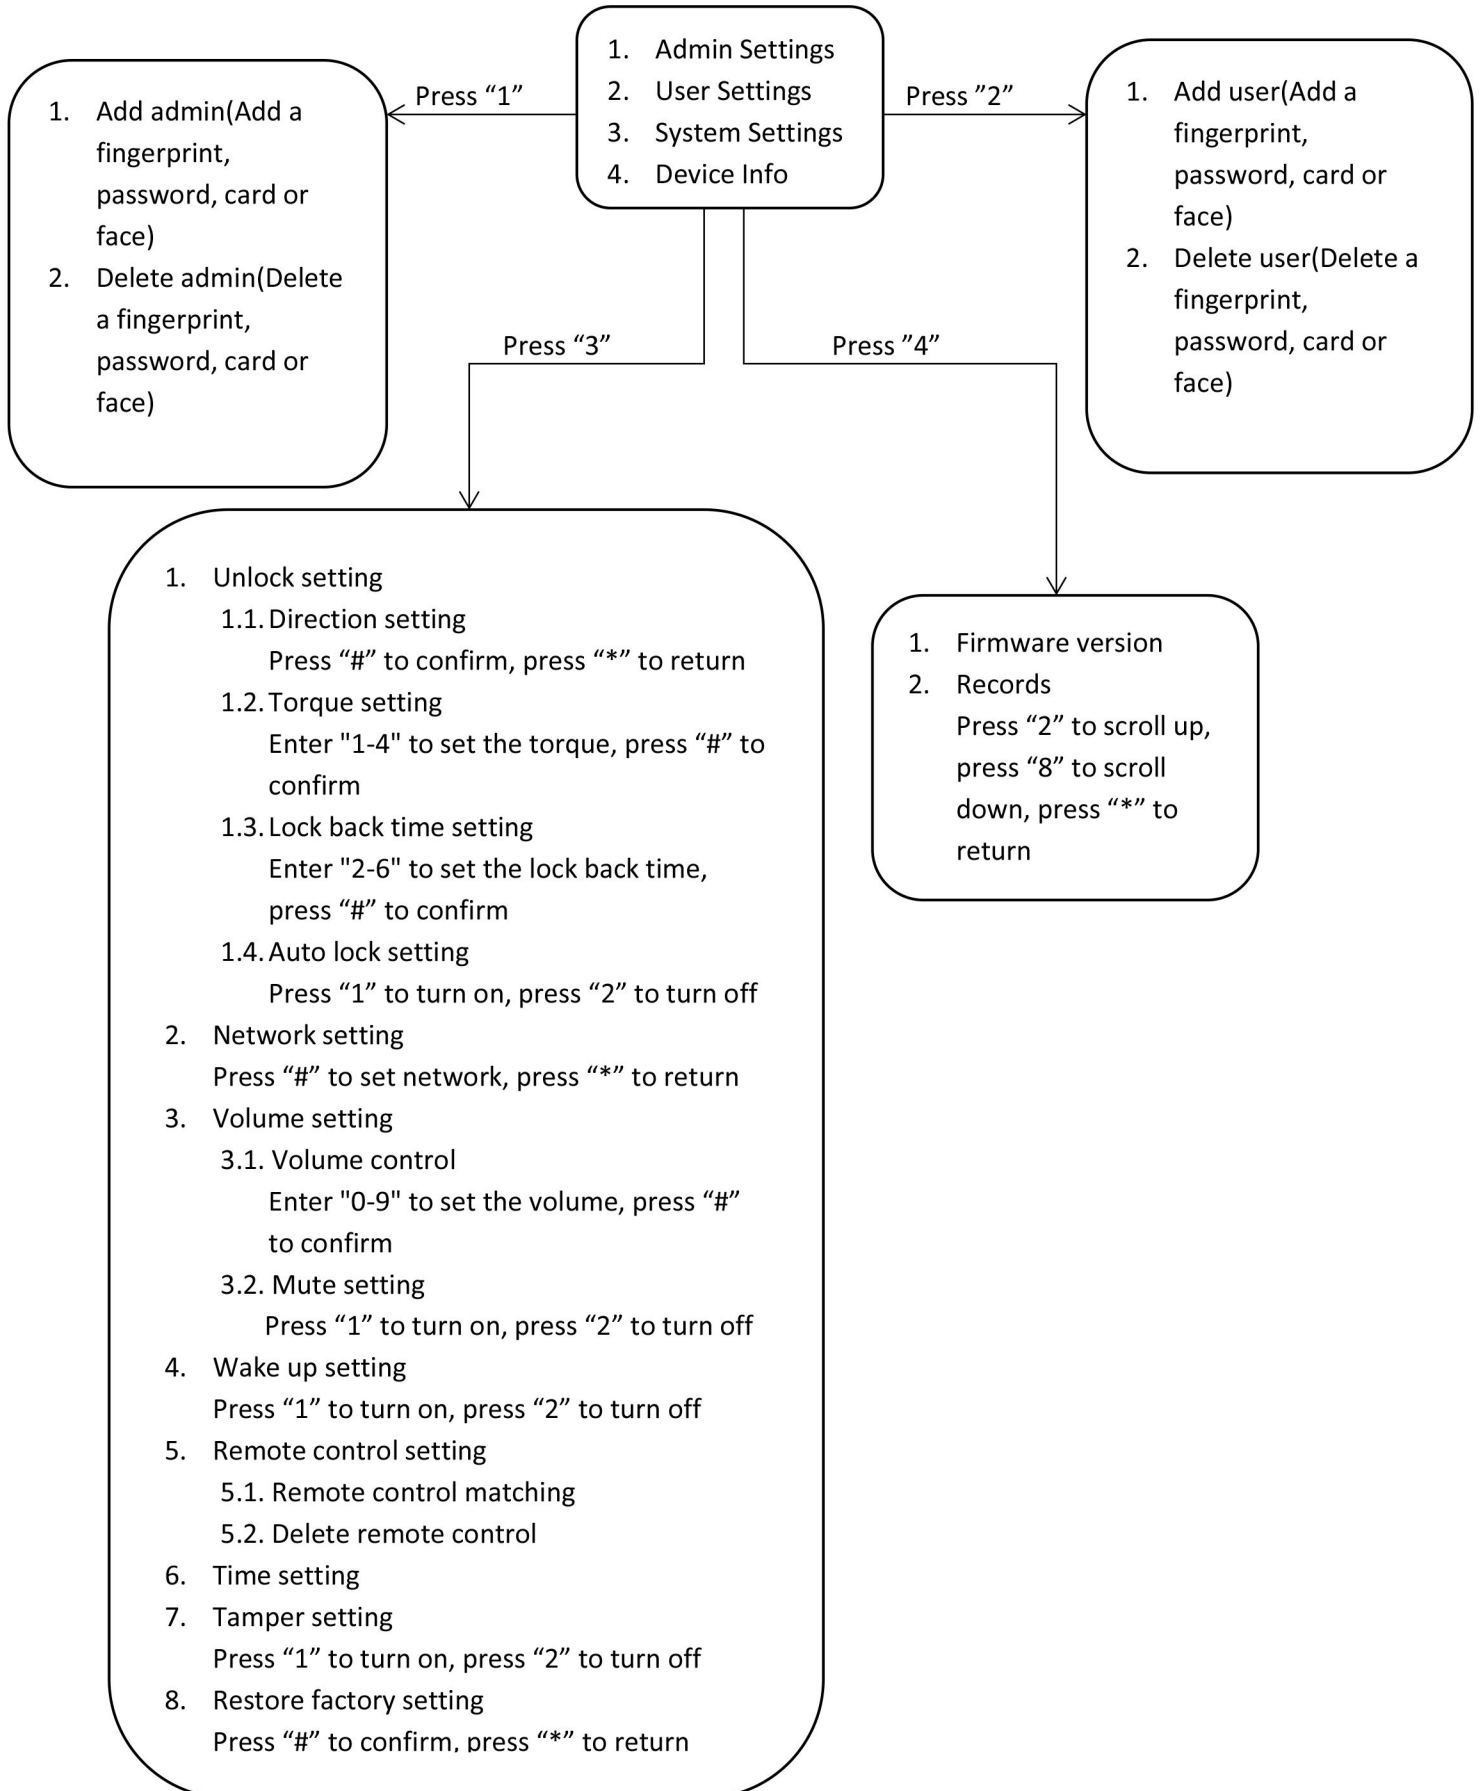 1. Admin Settings
2. User Settings
3. System Settings
4. Device Info
Press “1”
Press ”2”
1. Add admin(Add a
fingerprint,
password, card or
face)
2. Delete admin(Delete
a fingerprint,
password, card or
face)
1. Add user(Add a
fingerprint,
password, card or
face)
2. Delete user(Delete a
fingerprint,
password, card or
face)
Press “3”
Press ”4”
1. Unlock setting
1.1. Direction setting
Press “#” to confirm, press “*” to return
1.2. Torque setting
Enter "1-4" to set the torque, press “#” to
confirm
1.3. Lock back time setting
Enter "2-6" to set the lock back time,
press “#” to confirm
1.4. Auto lock setting
Press “1” to turn on, press “2” to turn off
2. Network setting
Press “#” to set network, press “*” to return
3. Volume setting
3.1. Volume control
Enter "0-9" to set the volume, press “#”
to confirm
3.2. Mute setting
Press “1” to turn on, press “2” to turn off
4. Wake up setting
Press “1” to turn on, press “2” to turn off
5. Remote control setting
5.1. Remote control matching
5.2. Delete remote control
6. Time setting
7. Tamper setting
Press “1” to turn on, press “2” to turn off
8. Restore factory setting
Press “#” to confirm, press “*” to return
1. Firmware version
2. Records
Press “2” to scroll up,
press “8” to scroll
down, press “*” to
return